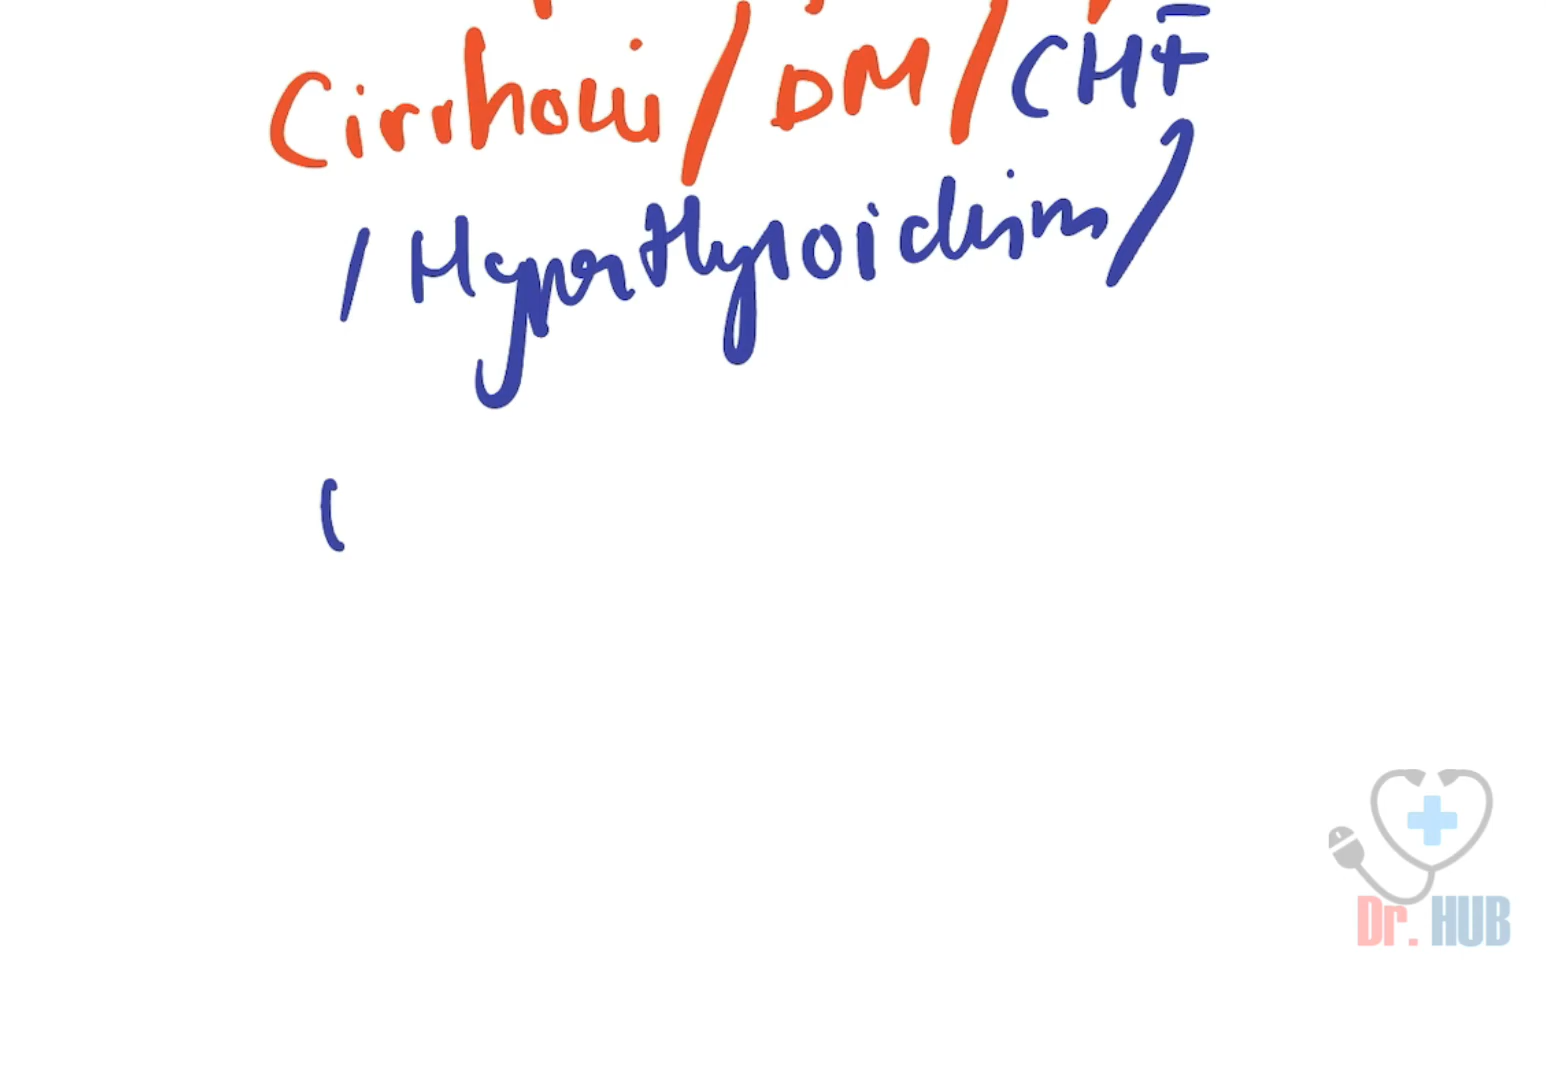 Cirrhosis / DM / CHF
/ Hyperthyroidism /
(
Dr. HUB